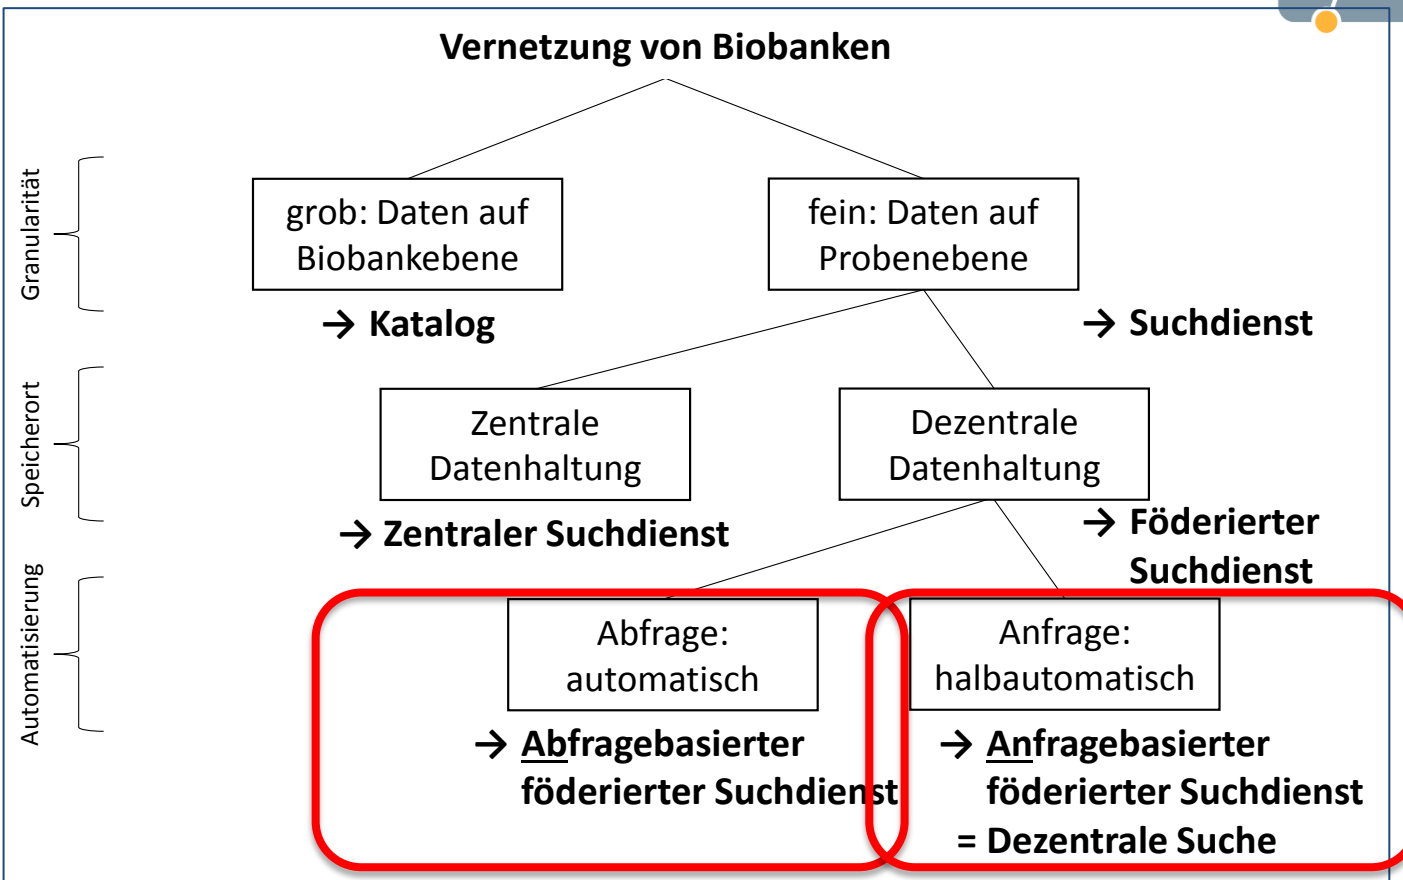 Vernetzung von Biobanken
Granularität
grob: Daten auf
Biobankebene
fein: Daten auf
Probenebene
→ Katalog
→ Suchdienst
Speicherort
Zentrale
Datenhaltung
Dezentrale
Datenhaltung
→ Zentraler Suchdienst
→ Föderierter
Suchdienst
Automatisierung
Abfrage:
automatisch
Anfrage:
halbautomatisch
→ Abfragebasierter
föderierter Suchdienst
→ Anfragebasierter
föderierter Suchdienst
= Dezentrale Suche